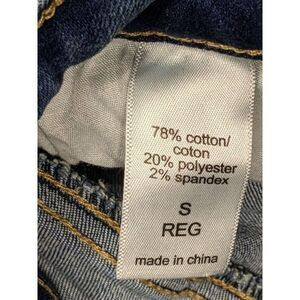 78% cotton/
coton
20% polyester
2% spandex
S
REG
made in china